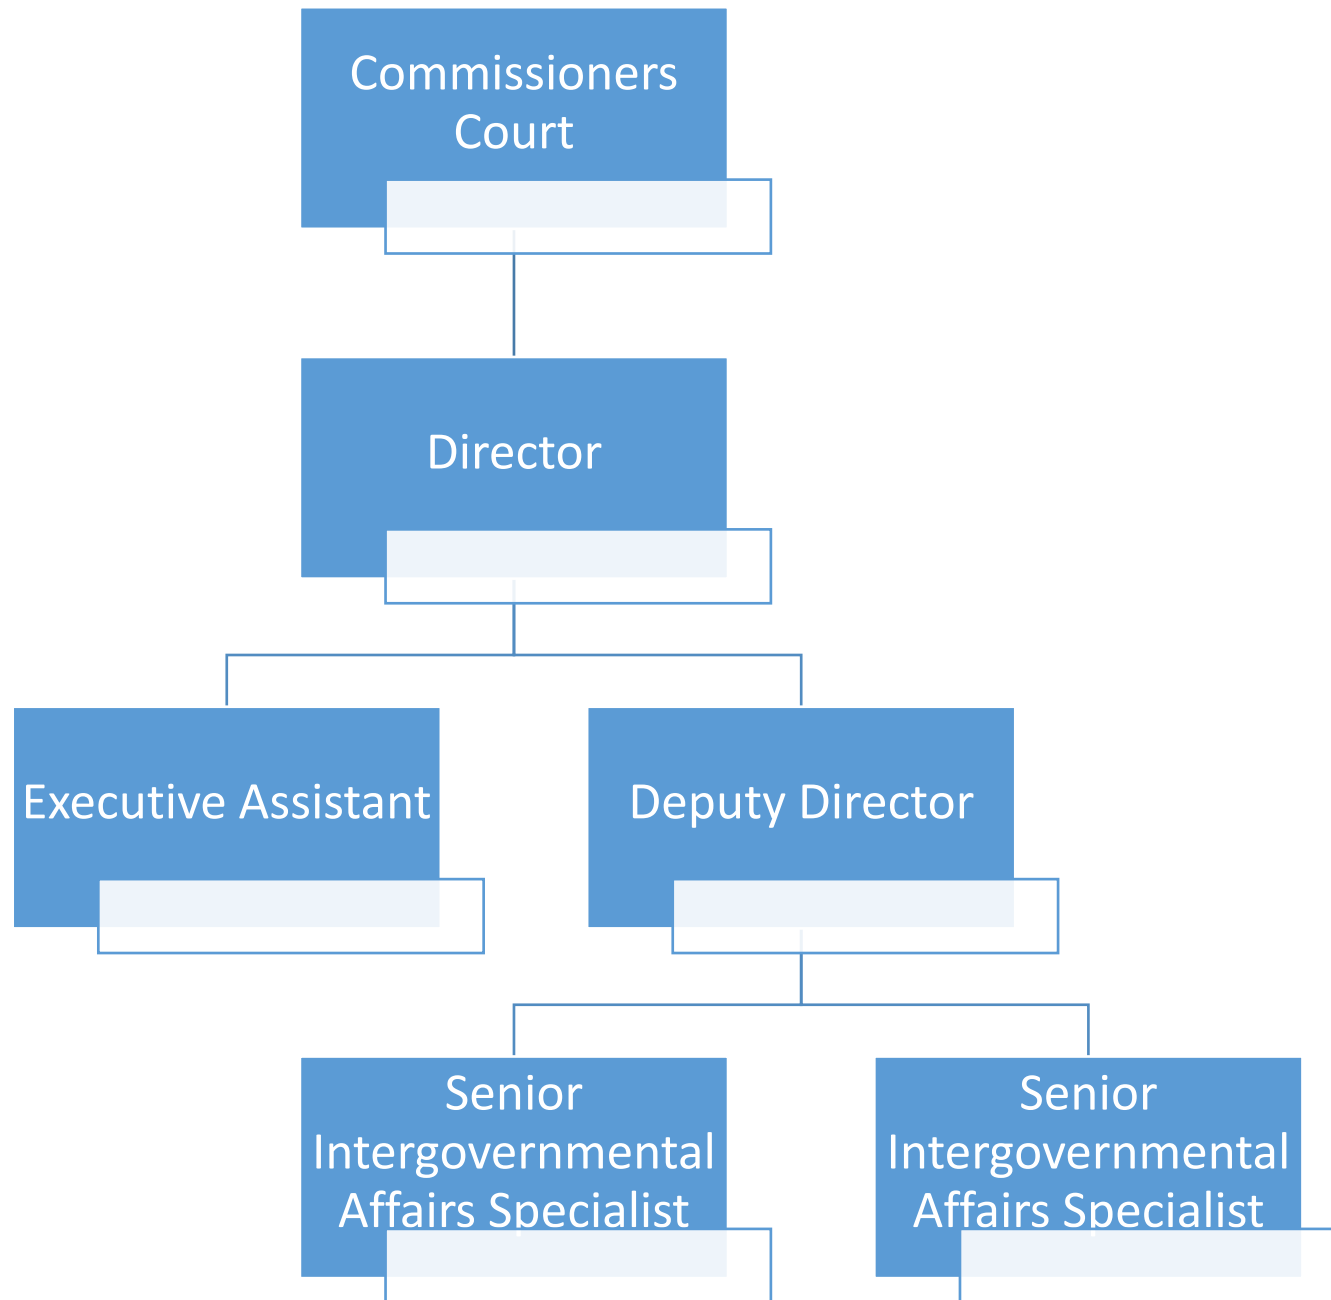 Commissioners
Court
Director
Executive Assistant
Deputy Director
Senior
Intergovernmental
Affairs Specialist
Senior
Intergovernmental
Affairs Specialist